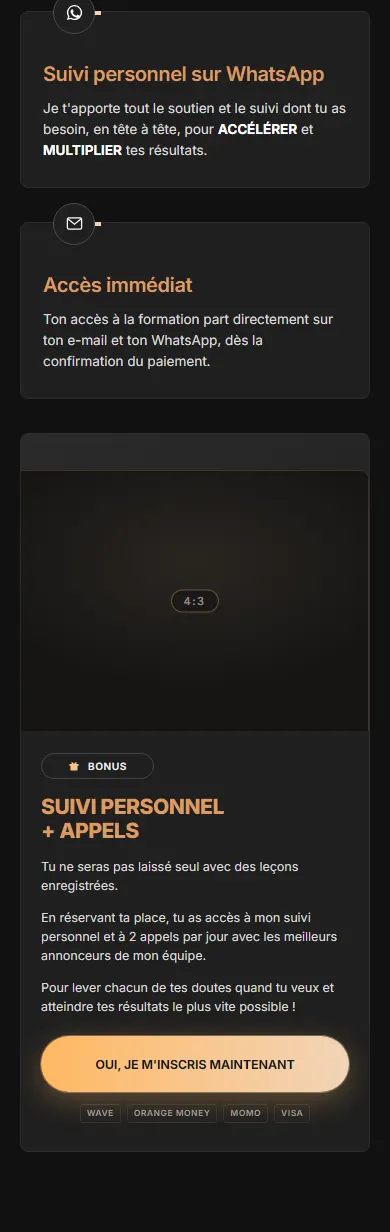 Suivi personnel sur WhatsApp
Je t'apporte tout le soutien et le suivi dont tu as
besoin, en tête à tête, pour ACCÉLÉRER et
MULTIPLIER tes résultats.
Accès immédiat
Ton accès à la formation part directement sur
ton e-mail et ton WhatsApp, dès la
confirmation du paiement.
4:3
BONUS
SUIVI PERSONNEL
+ APPELS
Tu ne seras pas laissé seul avec des leçons
enregistrées.
En réservant ta place, tu as accès à mon suivi
personnel et à 2 appels par jour avec les meilleurs
annonceurs de mon équipe.
Pour lever chacun de tes doutes quand tu veux et
atteindre tes résultats le plus vite possible !
OUI, JE M'INSCRIS MAINTENANT
WAVE ORANGE MONEY MOMO VISA